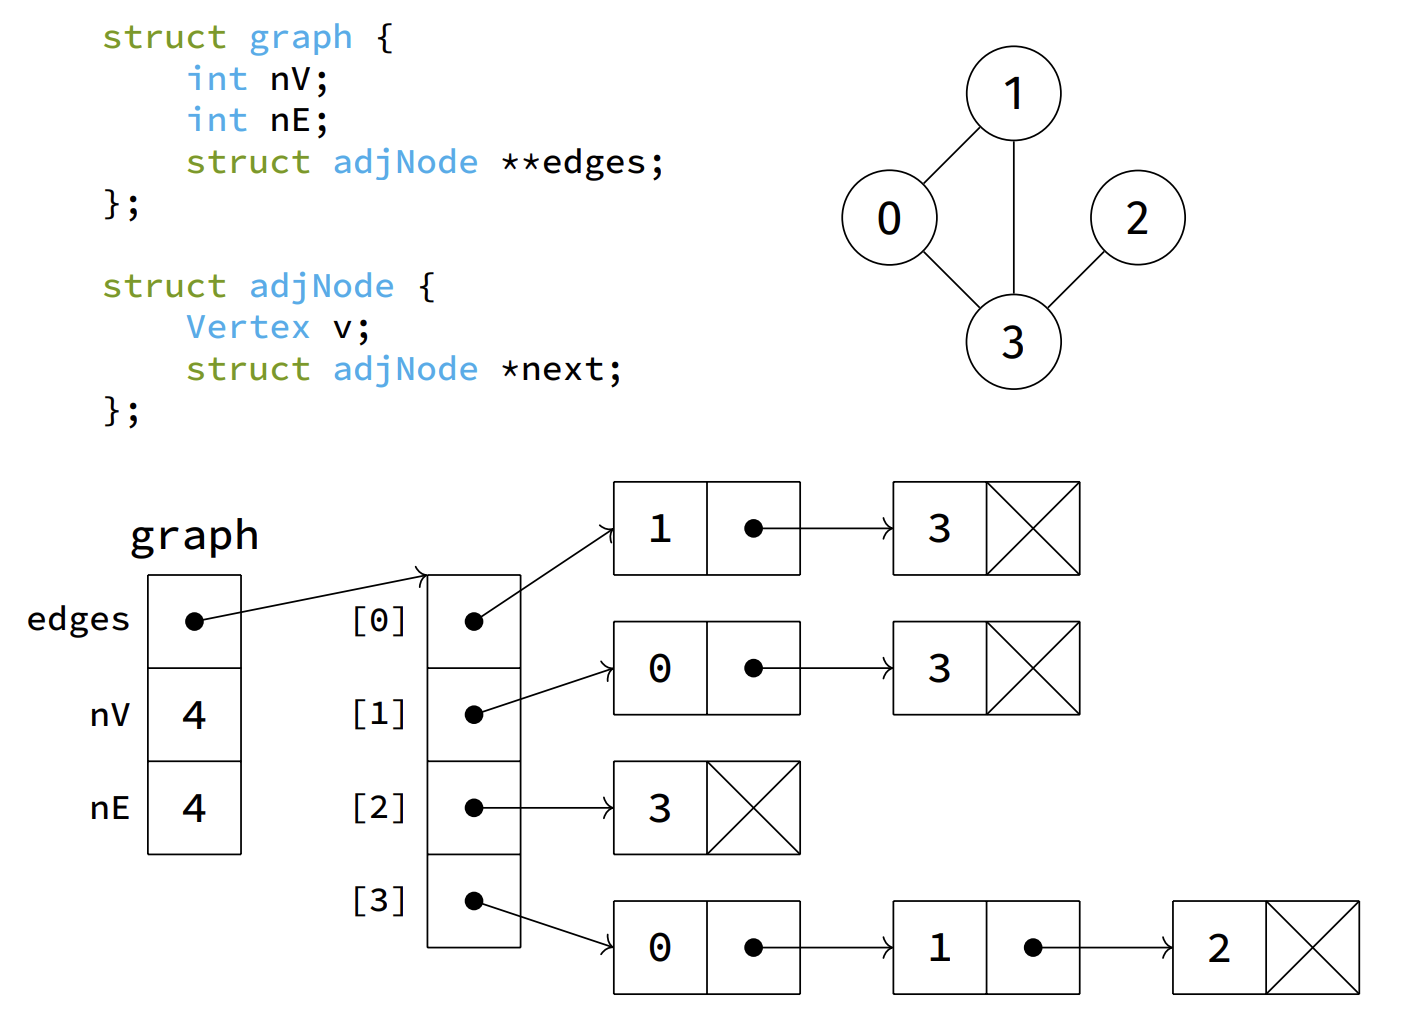 struct graph {
    int nV;
    int nE;
    struct adjNode **edges;
};
struct adjNode {
    Vertex v;
    struct adjNode *next;
};
1
0
2
3
graph
edges
nV 4
nE 4
[0] 1 3
[1] 0 3
[2] 3
[3] 0 1 2